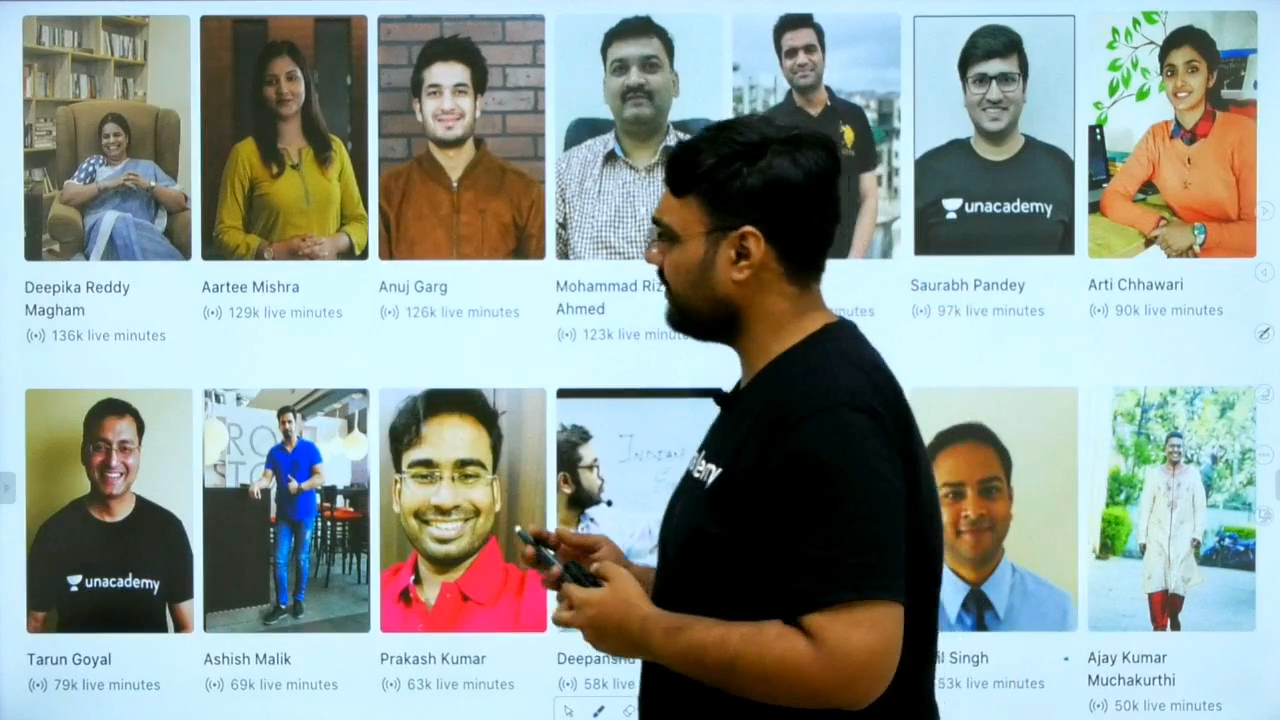 unacademy
Deepika Reddy
Magham
136k live minutes
Aartee Mishra
129k live minutes
Anuj Garg
126k live minutes
Mohammad
Ahmed
123k live
Saurabh Pandey
97k live minutes
Arti Chhawari
90k live minutes
unacademy
Tarun Goyal
79k live minutes
Ashish Malik
69k live minutes
Prakash Kumar
63k live minutes
58k live
Singh
53k live minutes
Ajay Kumar
Muchakurthi
50k live minutes